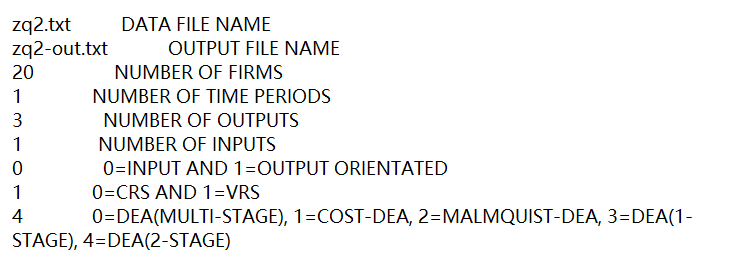 zq2.txt DATA FILE NAME
zq2-out.txt OUTPUT FILE NAME
20 NUMBER OF FIRMS
1 NUMBER OF TIME PERIODS
3 NUMBER OF OUTPUTS
1 NUMBER OF INPUTS
0 0=INPUT AND 1=OUTPUT ORIENTATED
1 0=CRS AND 1=VRS
4 0=DEA(MULTI-STAGE), 1=COST-DEA, 2=MALMQUIST-DEA, 3=DEA(1-
STAGE), 4=DEA(2-STAGE)